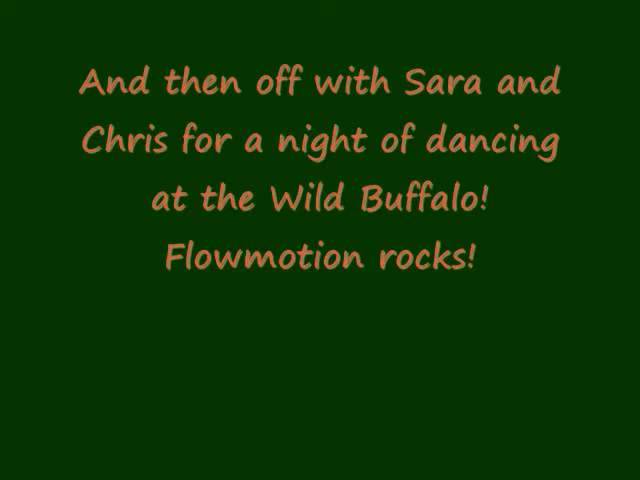 And then off with Sara and
Chris for a night of dancing
at the Wild Buffalo!
Flowmotion rocks!